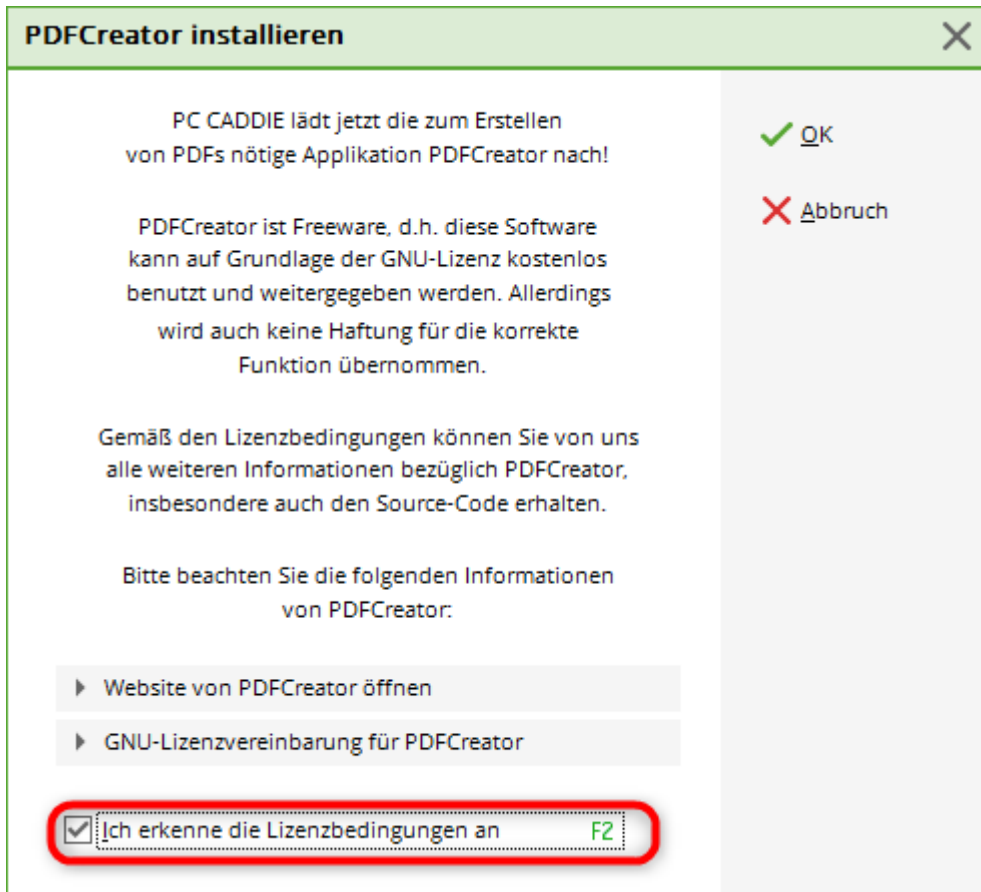 PDFCreator installieren
PC CADDIE lädt jetzt die zum Erstellen
von PDFs nötige Applikation PDFCreator nach!
PDFCreator ist Freeware, d.h. diese Software
kann auf Grundlage der GNU-Lizenz kostenlos
benutzt und weitergegeben werden. Allerdings
wird auch keine Haftung für die korrekte
Funktion übernommen.
Gemäß den Lizenzbedingungen können Sie von uns
alle weiteren Informationen bezüglich PDFCreator,
insbesondere auch den Source-Code erhalten.
Bitte beachten Sie die folgenden Informationen
von PDFCreator:
Website von PDFCreator öffnen
GNU-Lizenzvereinbarung für PDFCreator
Ich erkenne die Lizenzbedingungen an F2
OK
Abbruch